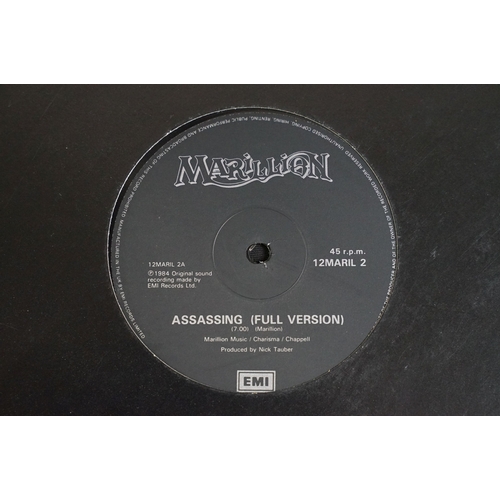 MARILLION
12MARIL 2A
℗1984 Original sound
recording made by
EMI Records Ltd.
45 r.p.m.
12MARIL 2
ASSASSING (FULL VERSION)
(7:00) (Marillion)
Marillion Music / Charisma / Chappell
Produced by Nick Tauber
EMI